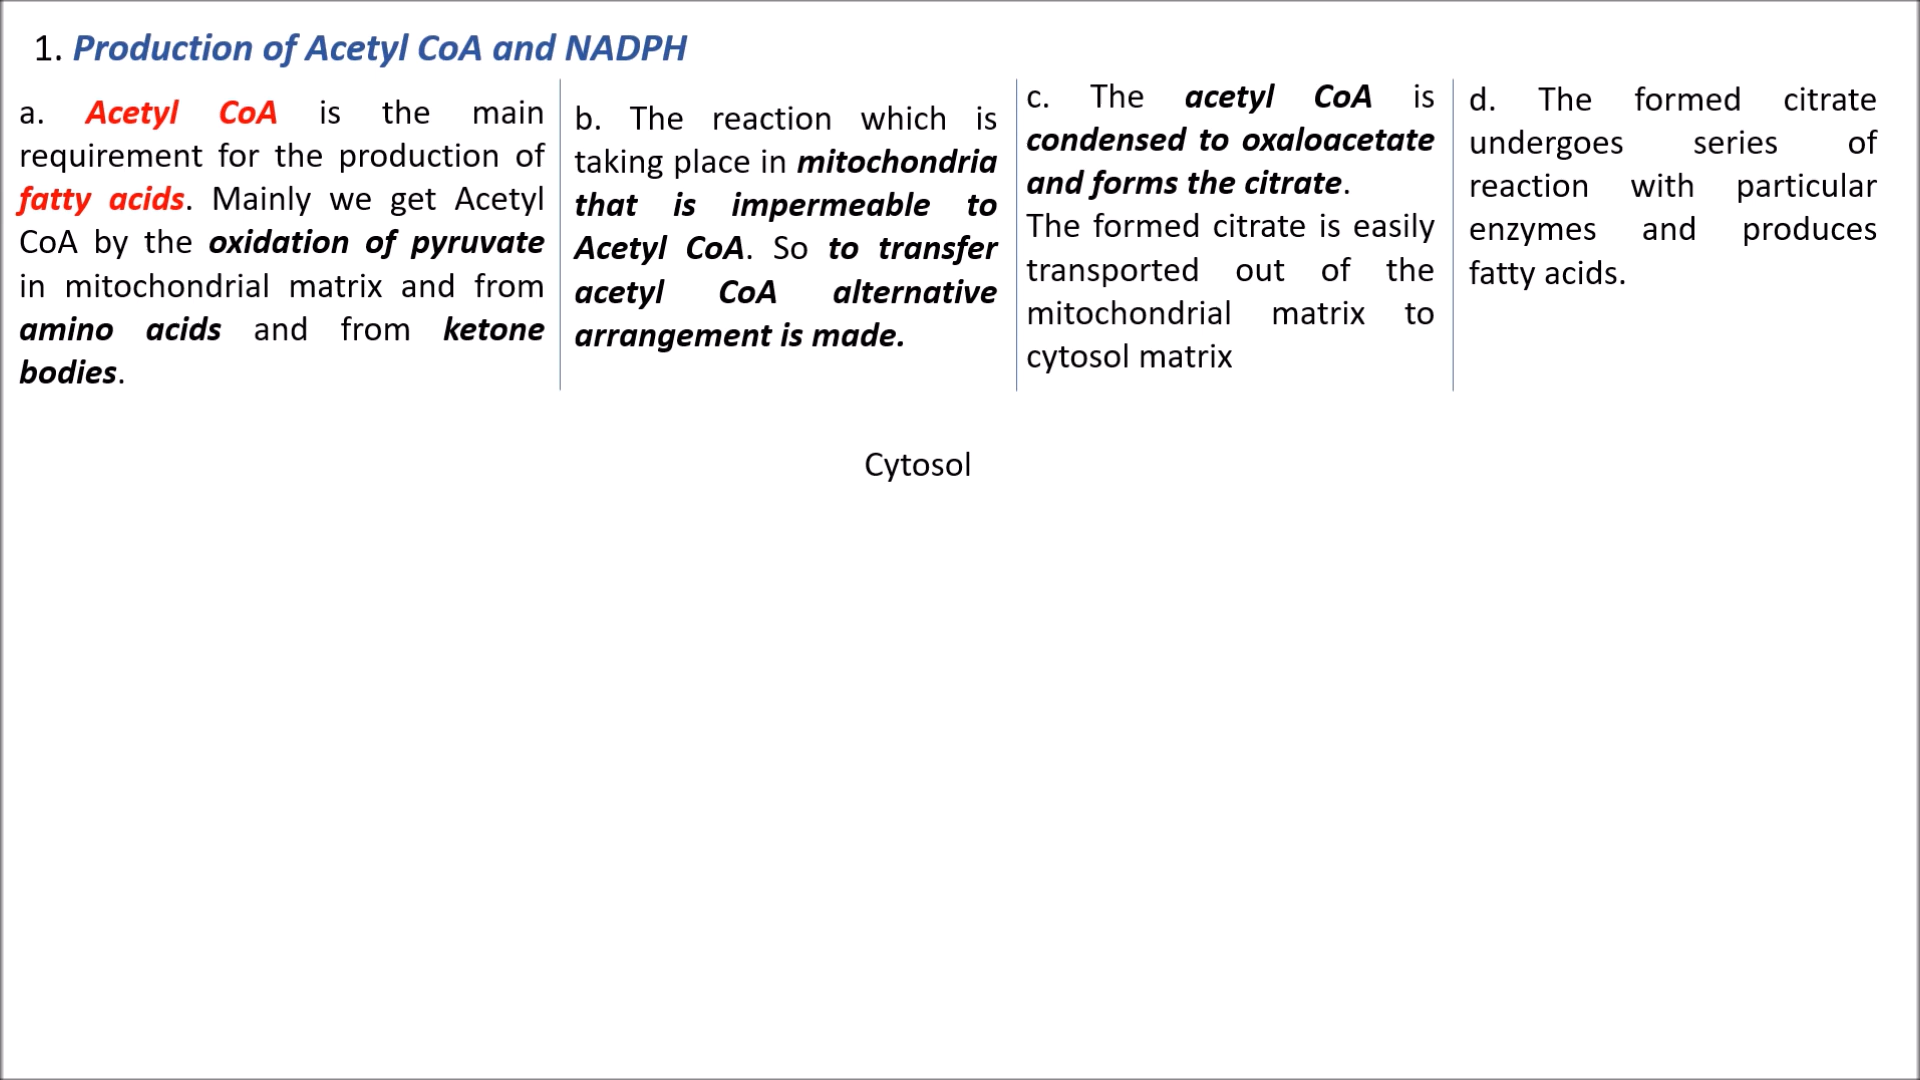 1. Production of Acetyl CoA and NADPH
a. Acetyl CoA is the main
requirement for the production of
fatty acids. Mainly we get Acetyl
CoA by the oxidation of pyruvate
in mitochondrial matrix and from
amino acids and from ketone
bodies.
b. The reaction which is
taking place in mitochondria
that is impermeable to
Acetyl CoA. So to transfer
acetyl CoA alternative
arrangement is made.
c. The acetyl CoA is
condensed to oxaloacetate
and forms the citrate.
The formed citrate is easily
transported out of the
mitochondrial matrix to
cytosol matrix
d. The formed citrate
undergoes series of
reaction with particular
enzymes and produces
fatty acids.
Cytosol